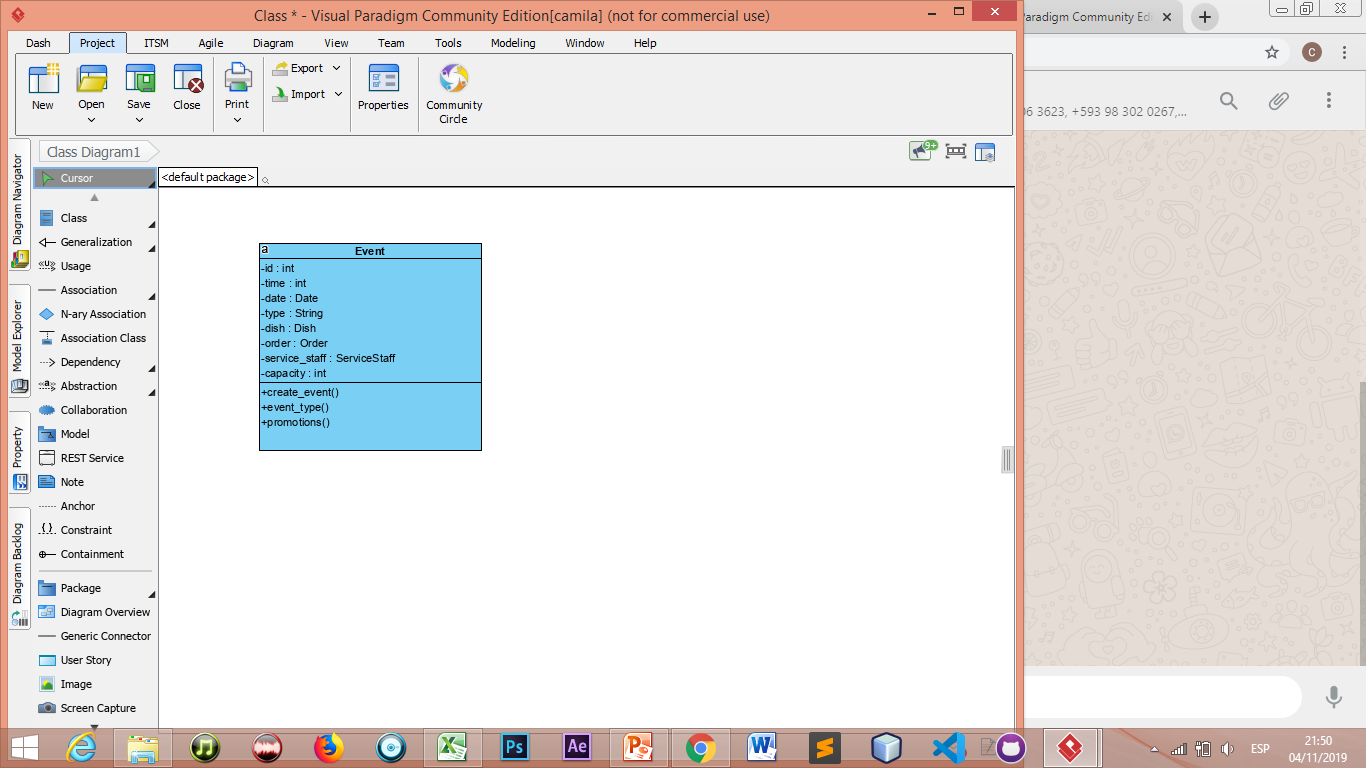 Class * - Visual Paradigm Community Edition[camila] (not for commercial use)
aradigm Community Edi
Dash Project ITSM Agile Diagram View Team Tools Modeling Window Help
New
Open
Save
Close
Print
Export
Import
Properties
Community
Circle
C
06 3623, +593 98 302 0267,...
Class Diagram1
9+
Diagram Navigator
Model Explorer
Property
Diagram Backlog
Cursor
Class
Generalization
Usage
Association
N-ary Association
Association Class
Dependency
Abstraction
Collaboration
Model
REST Service
Note
Anchor
Constraint
Containment
Package
Diagram Overview
Generic Connector
User Story
Image
Screen Capture
<default package>
a
Event
-id : int
-time : int
-date : Date
-type : String
-dish : Dish
-order : Order
-service_staff : ServiceStaff
-capacity : int
+create_event()
+event_type()
+promotions()
Ps
Ae
ESP
21:50
04/11/2019